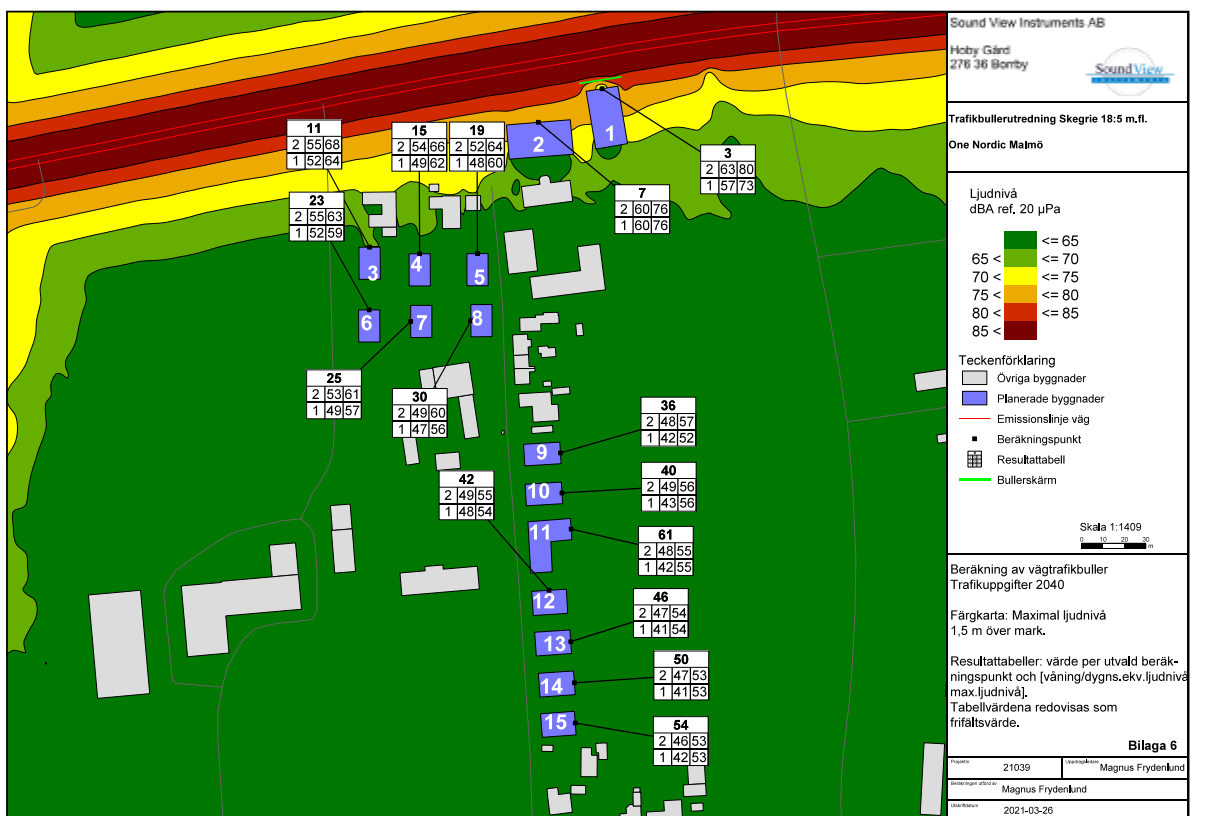 Sound View Instruments AB
Hoby Gård
276 36 Borrby
SoundView
Trafikbullerutredning Skegrie 18:5 m.fl.
One Nordic Malmö
Ljudnivå
dBA ref. 20 µPa
<= 65
65 < <= 70
70 < <= 75
75 < <= 80
80 < <= 85
85 <
Teckenförklaring
Övriga byggnader
Planerade byggnader
Emissionslinje väg
Beräkningspunkt
Resultattabell
Bullerskärm
Skala 1:1409
0 10 20 30
m
Beräkning av vägtrafikbuller
Trafikuppgifter 2040
Färgkarta: Maximal ljudnivå
1,5 m över mark.
Resultattabeller: värde per utvald beräk-
ningspunkt och [våning/dygns.ekv.ljudnivå
max.ljudnivå].
Tabellvärdena redovisas som
frifältsvärde.
Bilaga 6
Projektnr 21039 Uppdragsledare Magnus Frydenlund
Beräkningen utförd av Magnus Frydenlund
Utskriftsdatum 2021-03-26
11
2 55 68
1 52 64
15
2 54 66
1 49 62
19
2 52 64
1 48 60
3
2 63 80
1 57 73
7
2 60 76
1 60 76
23
2 55 63
1 52 59
25
2 53 61
1 49 57
30
2 49 60
1 47 56
36
2 48 57
1 42 52
40
2 49 56
1 43 56
42
2 49 55
1 48 54
61
2 48 55
1 42 55
46
2 47 54
1 41 54
50
2 47 53
1 41 53
54
2 46 53
1 42 53
1
2
3
4
5
6
7
8
9
10
11
12
13
14
15